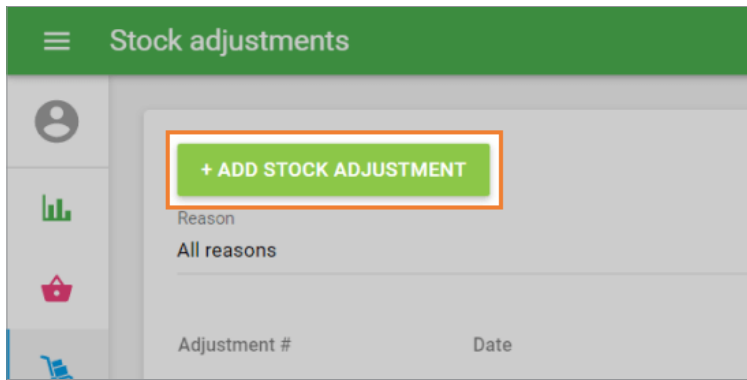 Stock adjustments
+ ADD STOCK ADJUSTMENT
Reason
All reasons
Adjustment # Date